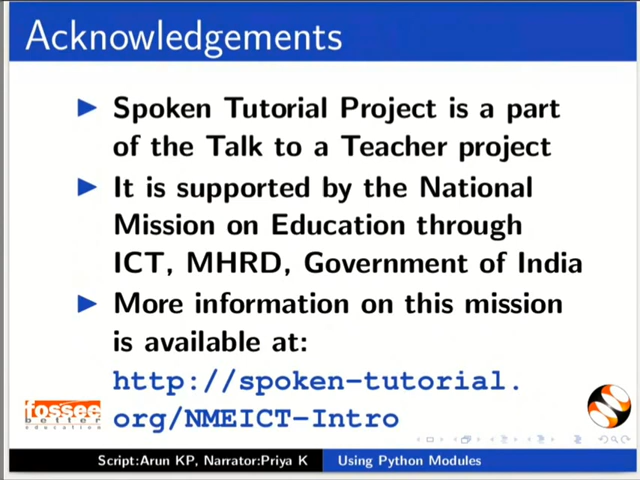 Acknowledgements
Spoken Tutorial Project is a part
of the Talk to a Teacher project
It is supported by the National
Mission on Education through
ICT, MHRD, Government of India
More information on this mission
is available at:
http://spoken-tutorial.
org/NMEICT-Intro
fossee
better
education
Script:Arun KP, Narrator:Priya K
Using Python Modules